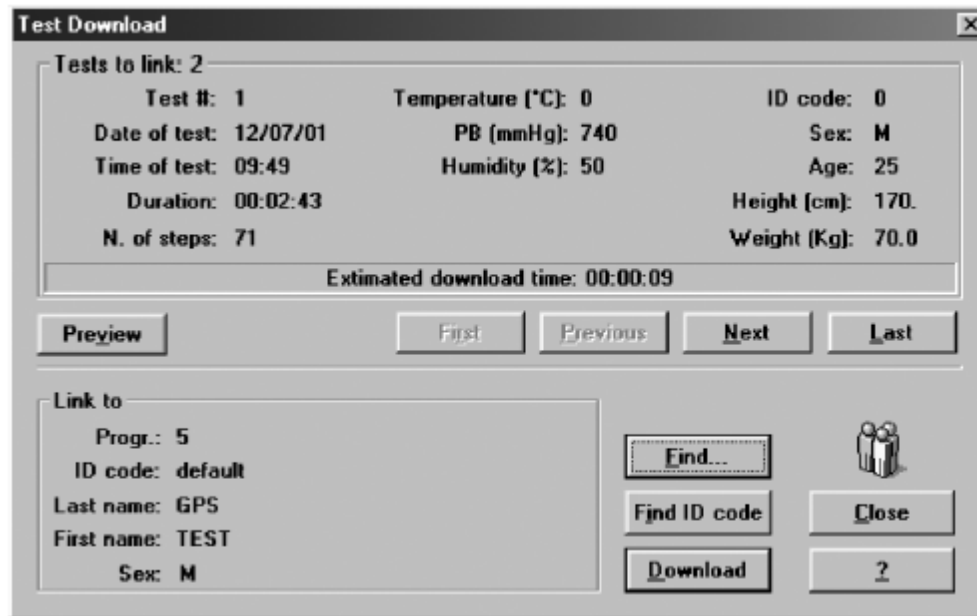 Test Download
Tests to link: 2
Test #: 1 Temperature (°C): 0 ID code: 0
Date of test: 12/07/01 PB (mmHg): 740 Sex: M
Time of test: 09:49 Humidity (%): 50 Age: 25
Duration: 00:02:43 Height (cm): 170.
N. of steps: 71 Weight (Kg): 70.0
Extimated download time: 00:00:09
Preview First Previous Next Last
Link to
Progr.: 5
ID code: default
Last name: GPS
First name: TEST
Sex: M
Find...
Find ID code Close
Download ?